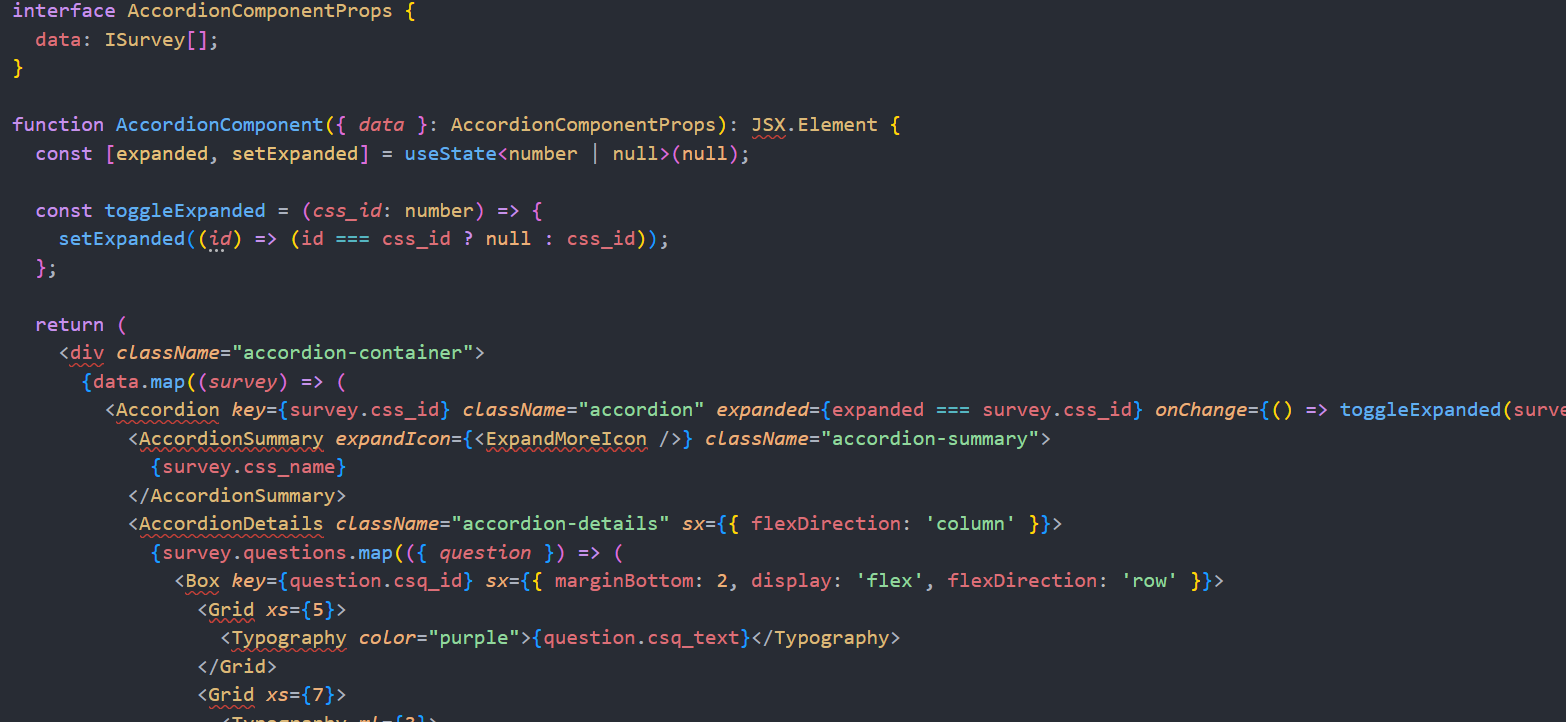 interface AccordionComponentProps {
data: ISurvey[];
}
function AccordionComponent({ data }: AccordionComponentProps): JSX.Element {
const [expanded, setExpanded] = useState<number | null>(null);
const toggleExpanded = (css_id: number) => {
setExpanded((id) => (id === css_id ? null : css_id));
};
return (
<div className="accordion-container">
{data.map((survey) => (
<Accordion key={survey.css_id} className="accordion" expanded={expanded === survey.css_id} onChange={() => toggleExpanded(surve
<AccordionSummary expandIcon={<ExpandMoreIcon />} className="accordion-summary">
{survey.css_name}
</AccordionSummary>
<AccordionDetails className="accordion-details" sx={{ flexDirection: 'column' }}>
{survey.questions.map(({ question }) => (
<Box key={question.csq_id} sx={{ marginBottom: 2, display: 'flex', flexDirection: 'row' }}>
<Grid xs={5}>
<Typography color="purple">{question.csq_text}</Typography>
</Grid>
<Grid xs={7}>
<Typography